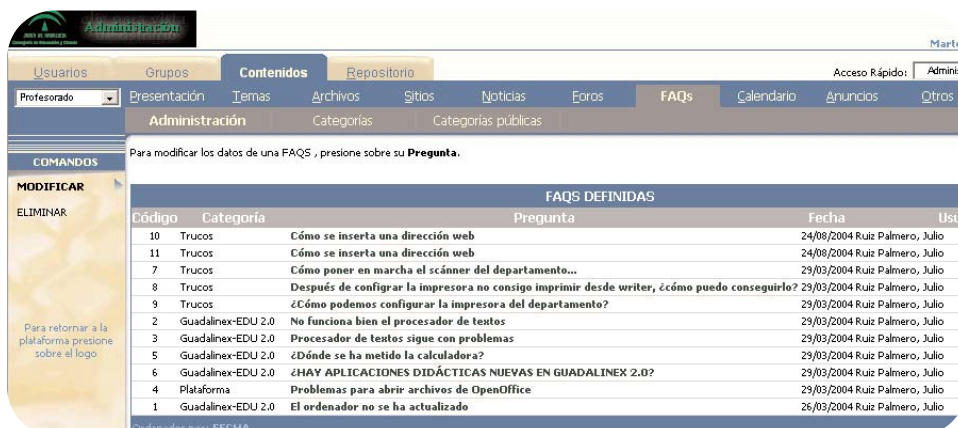 JUNTA DE ANDALUCIA
Consejería de Educación y Ciencia
Administración
Marte
Usuarios Grupos Contenidos Repositorio Acceso Rápido: Adminis
Profesorado Presentación Temas Archivos Sitios Noticias Foros FAQs Calendario Anuncios Otros
Administración Categorías Categorías públicas
Para modificar los datos de una FAQS , presione sobre su Pregunta.
COMANDOS
MODIFICAR
ELIMINAR
Para retornar a la
plataforma presione
sobre el logo
FAQS DEFINIDAS
Código Categoría Pregunta Fecha Usu
10 Trucos Cómo se inserta una dirección web 24/08/2004 Ruiz Palmero, Julio
11 Trucos Cómo se inserta una dirección web 24/08/2004 Ruiz Palmero, Julio
7 Trucos Cómo poner en marcha el scánner del departamento... 29/03/2004 Ruiz Palmero, Julio
8 Trucos Después de configrar la impresora no consigo imprimir desde writer, ¿cómo puedo conseguirlo? 29/03/2004 Ruiz Palmero, Julio
9 Trucos ¿Cómo podemos configurar la impresora del departamento? 29/03/2004 Ruiz Palmero, Julio
2 Guadalinex-EDU 2.0 No funciona bien el procesador de textos 29/03/2004 Ruiz Palmero, Julio
3 Guadalinex-EDU 2.0 Procesador de textos sigue con problemas 29/03/2004 Ruiz Palmero, Julio
5 Guadalinex-EDU 2.0 ¿Dónde se ha metido la calculadora? 29/03/2004 Ruiz Palmero, Julio
6 Guadalinex-EDU 2.0 ¿HAY APLICACIONES DIDÁCTICAS NUEVAS EN GUADALINEX 2.0? 29/03/2004 Ruiz Palmero, Julio
4 Plataforma Problemas para abrir archivos de OpenOffice 29/03/2004 Ruiz Palmero, Julio
1 Guadalinex-EDU 2.0 El ordenador no se ha actualizado 26/03/2004 Ruiz Palmero, Julio
Ordenados por: FECHA